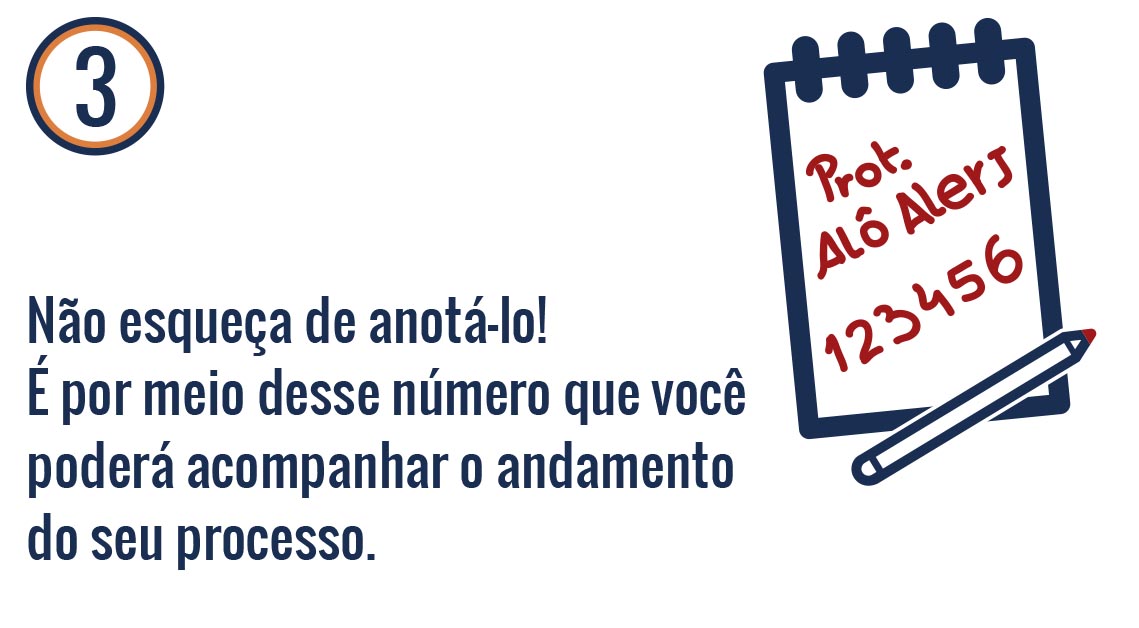 3
Prot.
Alô Alerj
123456
Não esqueça de anotá-lo!
É por meio desse número que você
poderá acompanhar o andamento
do seu processo.